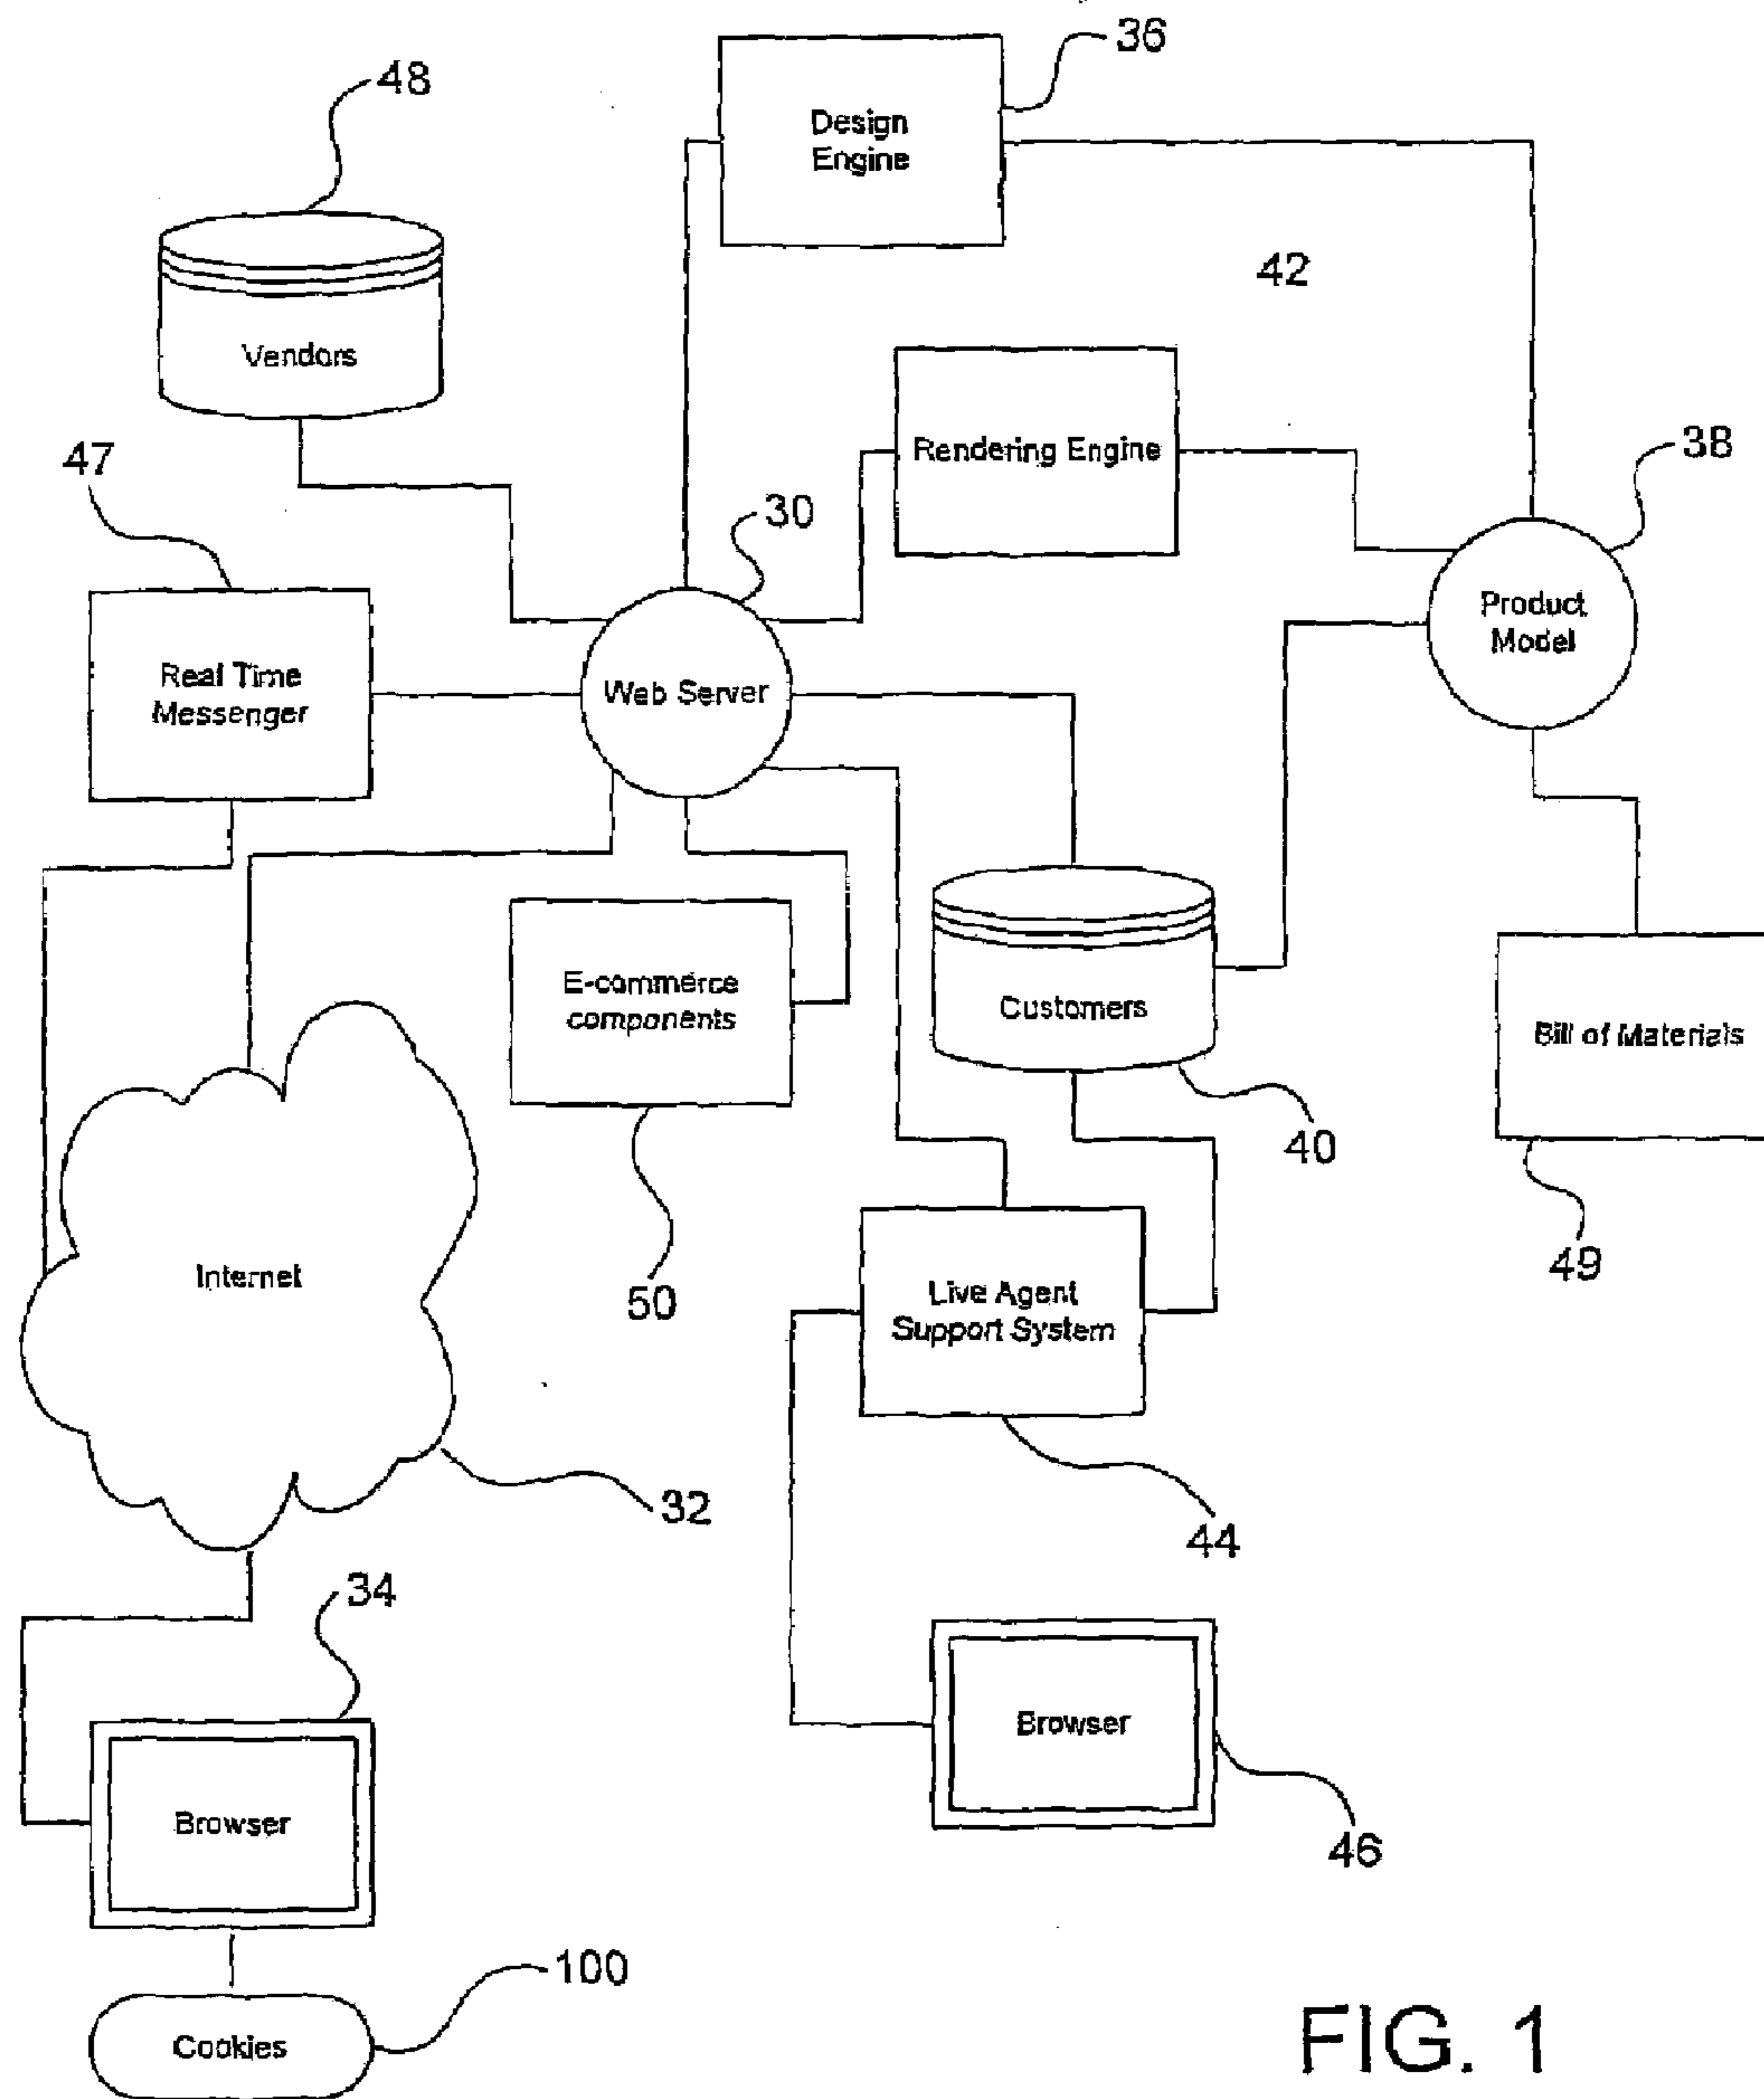 36
48
Design
Engine
42
Vendors
47
Rendering Engine
38
30
Product
Model
Real Time
Messenger
Web Server
E-commerce
components
Customers
Bill of Materials
40
49
Internet
50
Live Agent
Support System
32
44
34
Browser
Browser
46
100
Cookies
FIG. 1